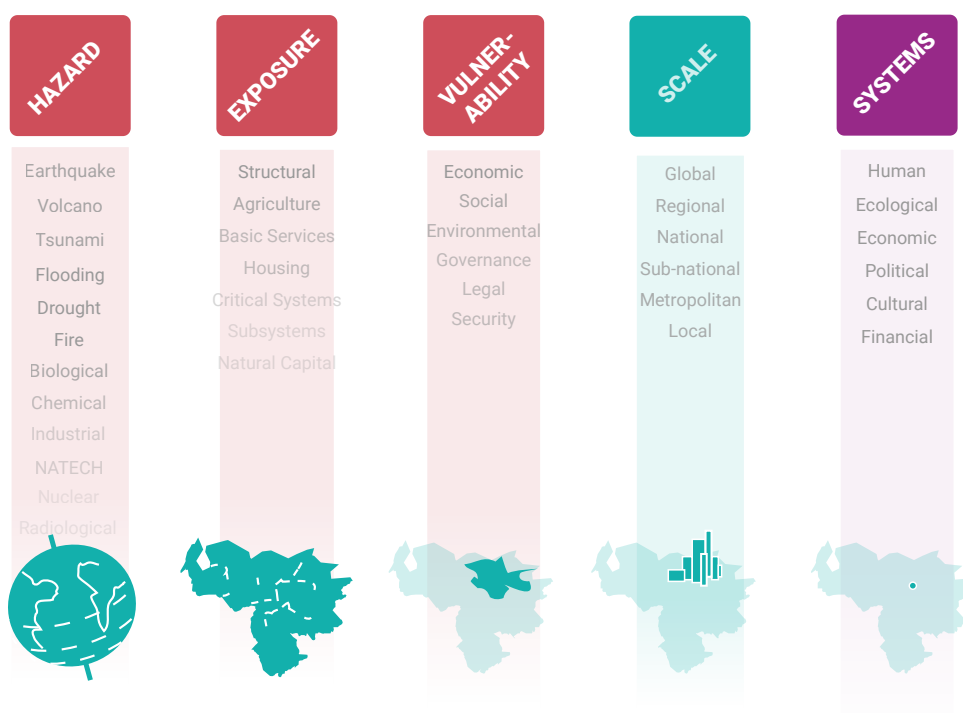 HAZARD
Earthquake
Volcano
Tsunami
Flooding
Drought
Fire
Biological
Chemical
Industrial
NATECH
Nuclear
Radiological
EXPOSURE
Structural
Agriculture
Basic Services
Housing
Critical Systems
Subsystems
Natural Capital
VULNER-
ABILITY
Economic
Social
Environmental
Governance
Legal
Security
SCALE
Global
Regional
National
Sub-national
Metropolitan
Local
SYSTEMS
Human
Ecological
Economic
Political
Cultural
Financial